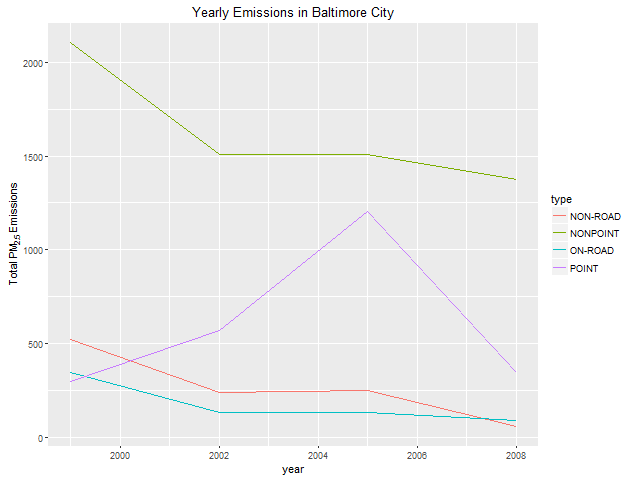 Yearly Emissions in Baltimore City
Total PM2.5 Emissions
2000
1500
1000
500
0
2000
2002
2004
2006
2008
year
type
NON-ROAD
NONPOINT
ON-ROAD
POINT